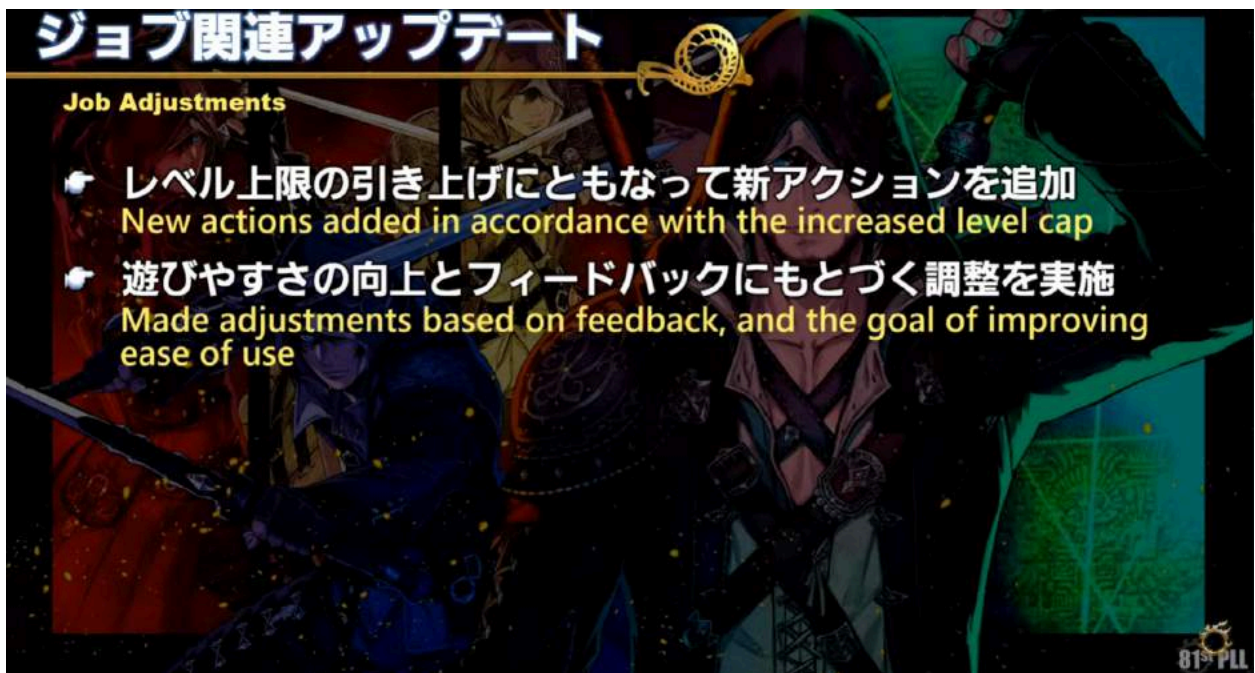 ジョブ関連アップデート
Job Adjustments
レベル上限の引き上げにともなって新アクションを追加
New actions added in accordance with the increased level cap
遊びやすさの向上とフィードバックにもとづく調整を実施
Made adjustments based on feedback, and the goal of improving
ease of use
81ST PLL